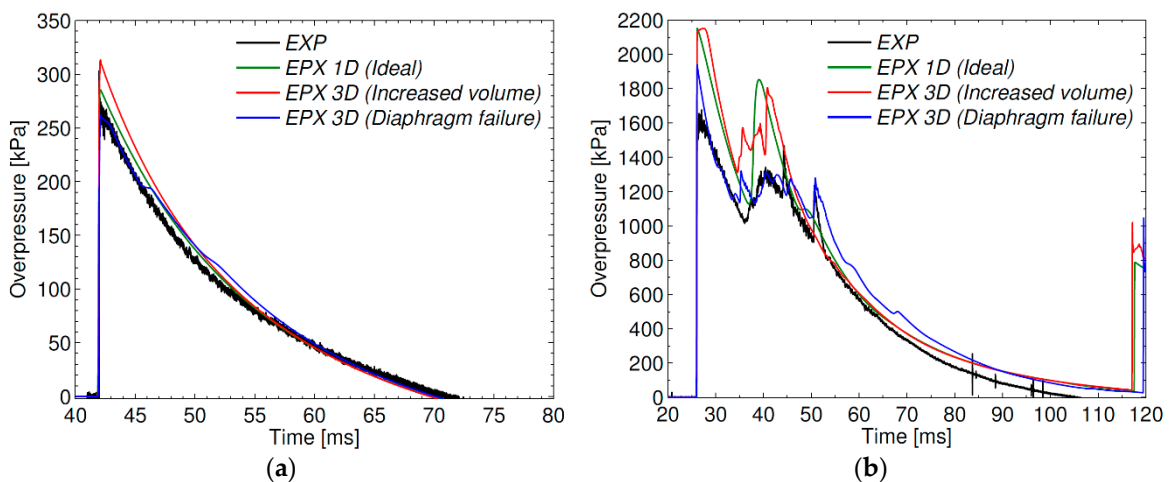 350
300
250
200
150
100
50
0
Overpressure [kPa]
EXP
EPX 1D (Ideal)
EPX 3D (Increased volume)
EPX 3D (Diaphragm failure)
40 45 50 55 60 65 70 75 80
Time [ms]
(a)
2200
2000
1800
1600
1400
1200
1000
800
600
400
200
0
Overpressure [kPa]
EXP
EPX 1D (Ideal)
EPX 3D (Increased volume)
EPX 3D (Diaphragm failure)
20 30 40 50 60 70 80 90 100 110 120
Time [ms]
(b)